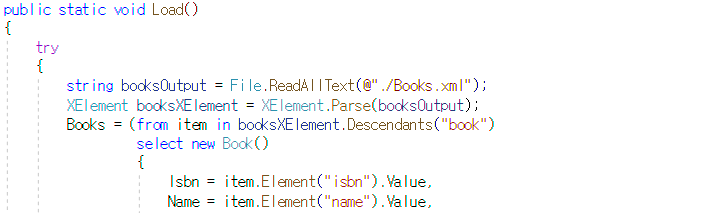 public static void Load()
{
try
{
string booksOutput = File.ReadAllText(@"./Books.xml");
XElement booksXElement = XElement.Parse(booksOutput);
Books = (from item in booksXElement.Descendants("book")
select new Book()
{
Isbn = item.Element("isbn").Value,
Name = item.Element("name").Value,